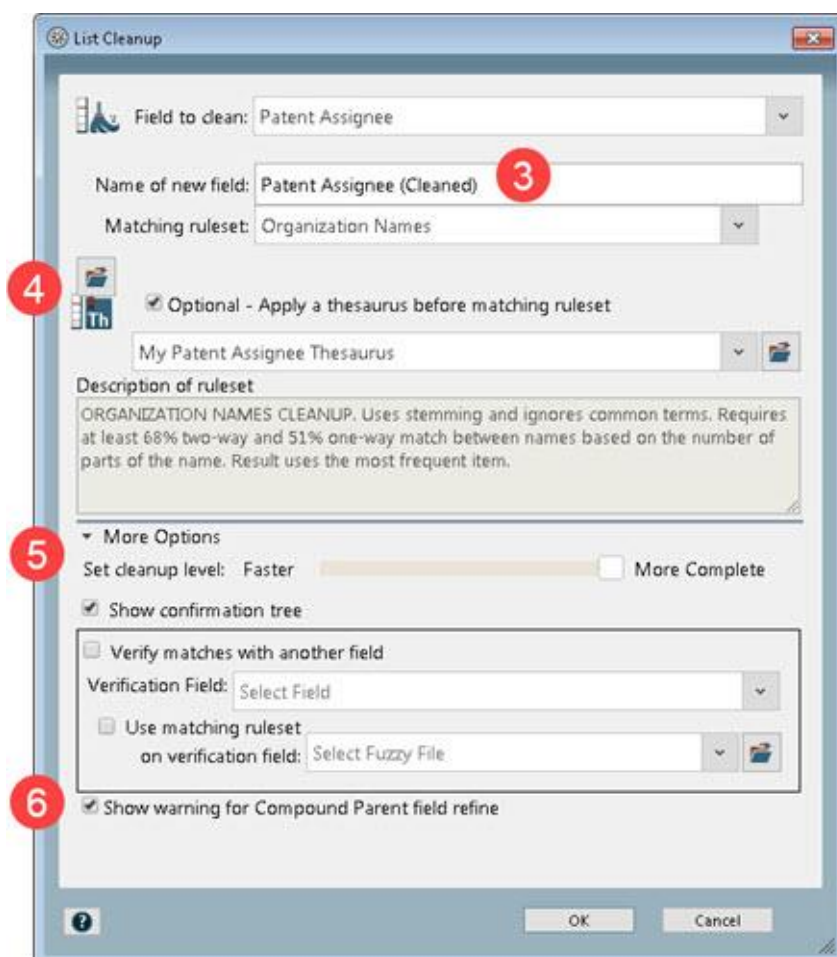 List Cleanup
Field to clean: Patent Assignee
Name of new field: Patent Assignee (Cleaned) 3
Matching ruleset: Organization Names
4
Th
Optional - Apply a thesaurus before matching ruleset
My Patent Assignee Thesaurus
Description of ruleset
ORGANIZATION NAMES CLEANUP. Uses stemming and ignores common terms. Requires
at least 68% two-way and 51% one-way match between names based on the number of
parts of the name. Result uses the most frequent item.
More Options
5
Set cleanup level: Faster More Complete
Show confirmation tree
Verify matches with another field
Verification Field: Select Field
Use matching ruleset
on verification field: Select Fuzzy File
6 Show warning for Compound Parent field refine
? OK Cancel